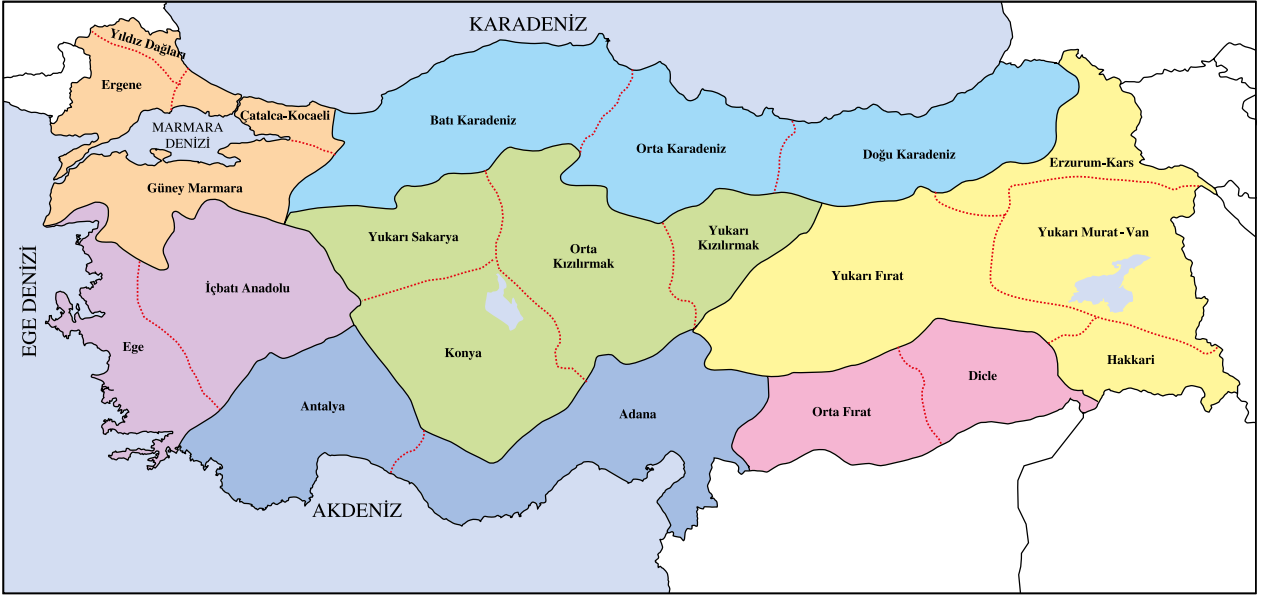 KARADENİZ
Yıldız Dağları
Ergene
Çatalca-Kocaeli
MARMARA
DENİZİ
Batı Karadeniz
Orta Karadeniz
Doğu Karadeniz
Erzurum-Kars
Güney Marmara
Yukarı Sakarya
Orta
Kızılırmak
Yukarı
Kızılırmak
Yukarı Murat-Van
Yukarı Fırat
İçbatı Anadolu
EGE DENİZİ
Ege
Konya
Hakkari
Dicle
Antalya
Adana
Orta Fırat
AKDENİZ